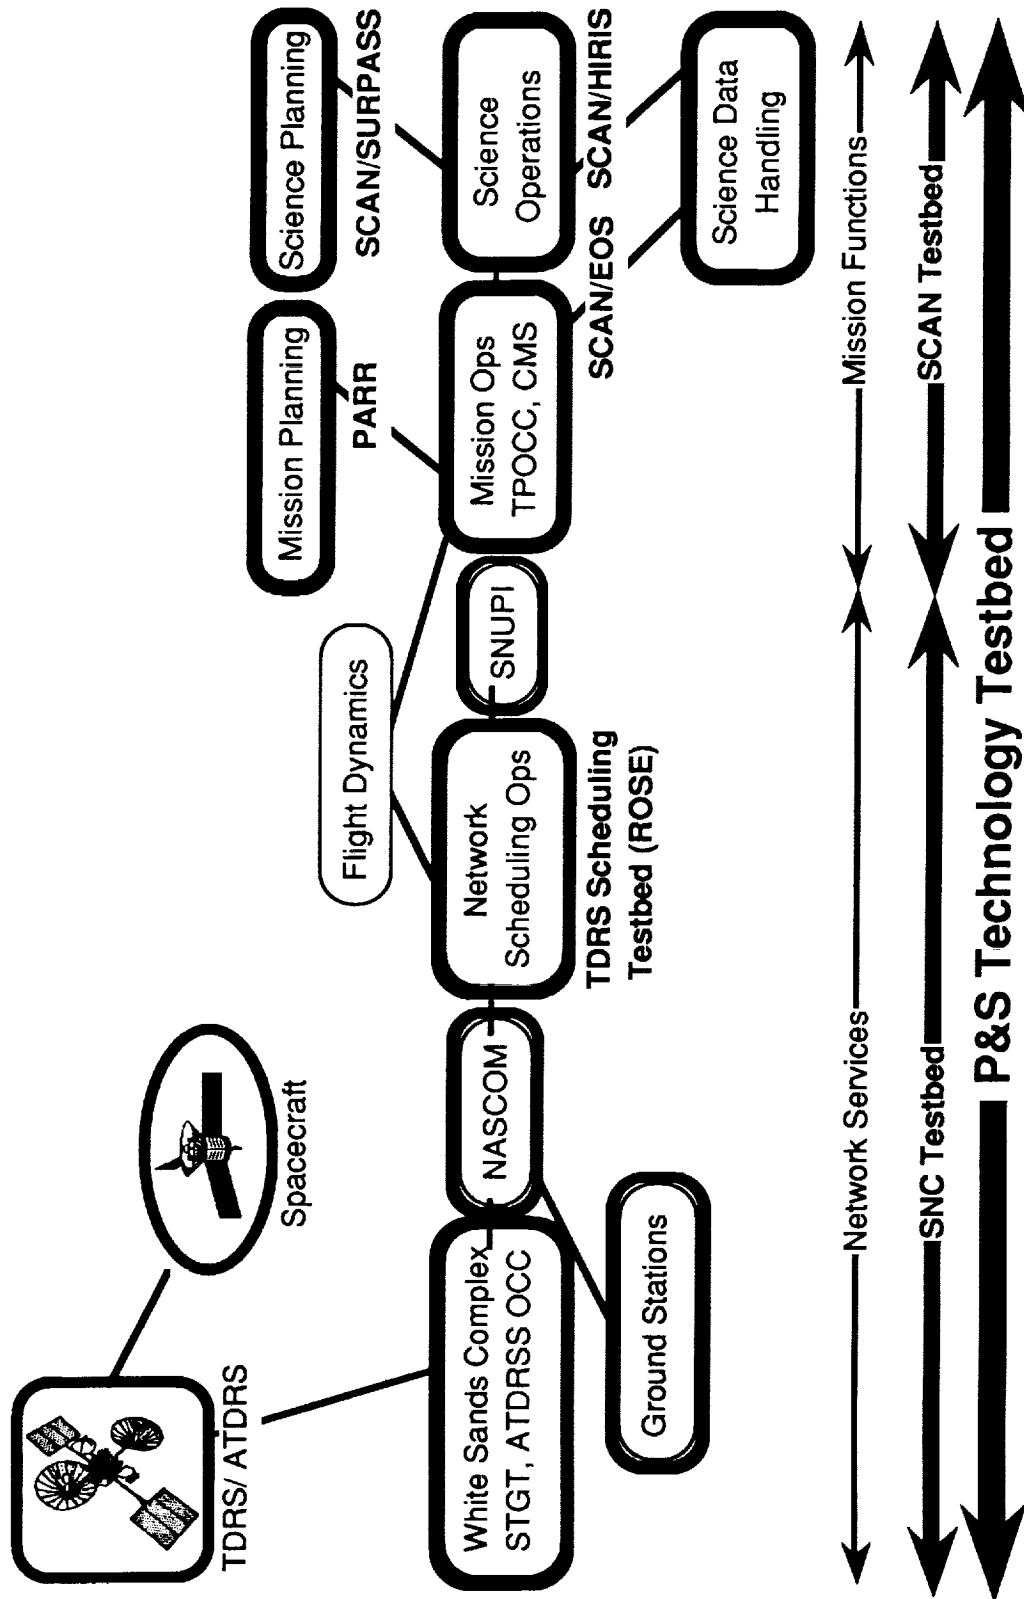 TDRS/ ATDRS
Spacecraft
Flight Dynamics
Mission Planning
Science Planning
PARR
SCAN/SURPASS
White Sands Complex
STGT, ATDRSS OCC
NASCOM
Network
Scheduling Ops
SNUPI
Mission Ops
TPOCC, CMS
Science
Operations
TDRS Scheduling
Testbed (ROSE)
SCAN/EOS
SCAN/HIRIS
Ground Stations
Science Data
Handling
Network Services
Mission Functions
SNC Testbed
SCAN Testbed
P&S Technology Testbed